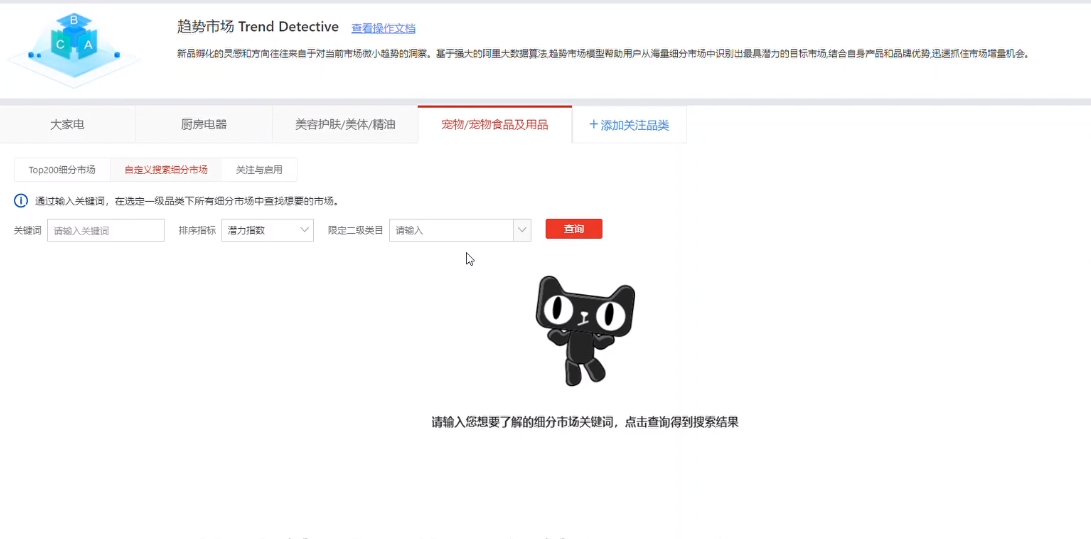 B
C A
趋势市场 Trend Detective 查看操作文档
新品孵化的灵感和方向往往来自于对当前市场微小趋势的洞察。基于强大的阿里大数据算法,趋势市场模型帮助用户从海量细分市场中识别出最具潜力的目标市场,结合自身产品和品牌优势,迅速抓住市场增量机会。
大家电 厨房电器 美容护肤/美体/精油 宠物/宠物食品及用品 +添加关注品类
Top200细分市场 自定义搜索细分市场 关注与启用
通过输入关键词，在选定一级品类下所有细分市场中查找想要的市场。
关键词 请输入关键词 排序指标 潜力指数 限定二级类目 请输入 查询
请输入您想要了解的细分市场关键词，点击查询得到搜索结果